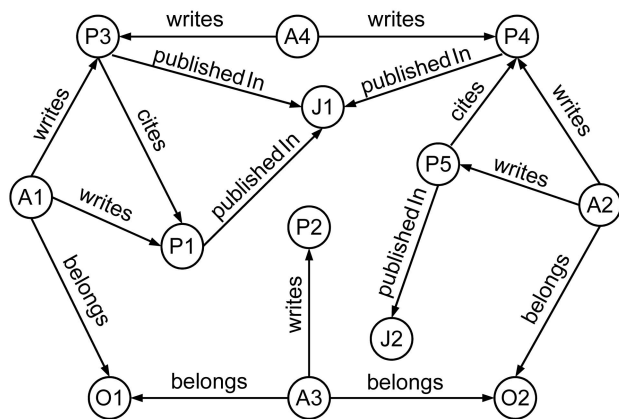 writes writes
P3 A4 P4
published In published In
writes cites J1 cites writes
P5
published In writes
A1 writes A2
P1 P2
belongs published In belongs
writes
J2
belongs belongs
O1 A3 O2